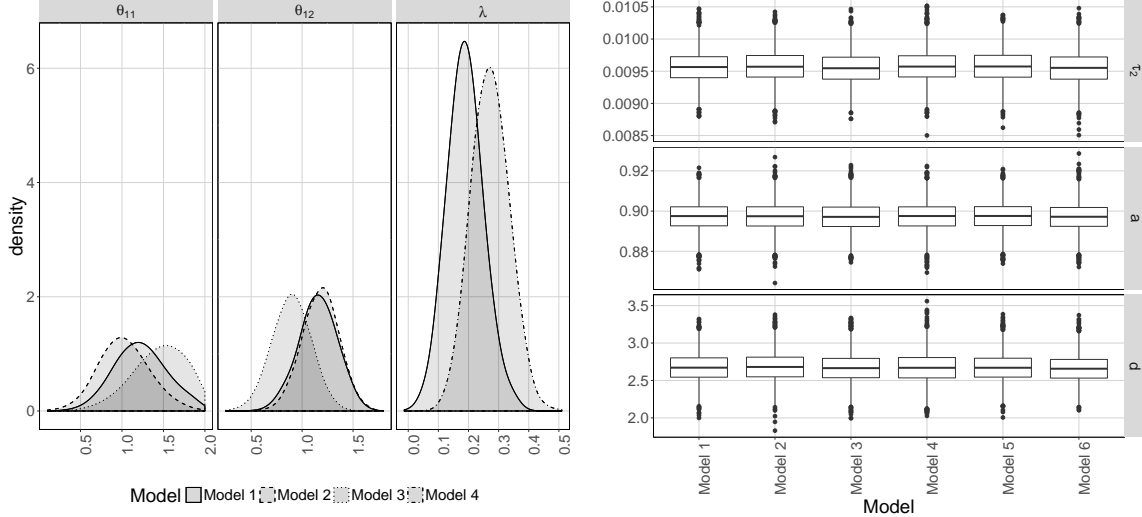 θ11 θ12 λ
density
6
4
2
0
0.5 1.0 1.5 2.0
0.5 1.0 1.5
0.0 0.1 0.2 0.3 0.4 0.5
Model Model 1 Model 2 Model 3 Model 4
0.0105
0.0100
0.0095
0.0090
0.0085
τ2
0.92
0.90
0.88
a
3.5
3.0
2.5
2.0
d
Model 1 Model 2 Model 3 Model 4 Model 5 Model 6
Model